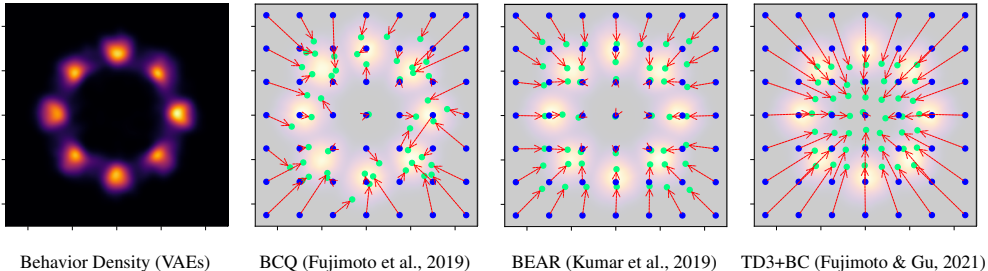 Behavior Density (VAEs)
BCQ (Fujimoto et al., 2019)
BEAR (Kumar et al., 2019)
TD3+BC (Fujimoto & Gu, 2021)